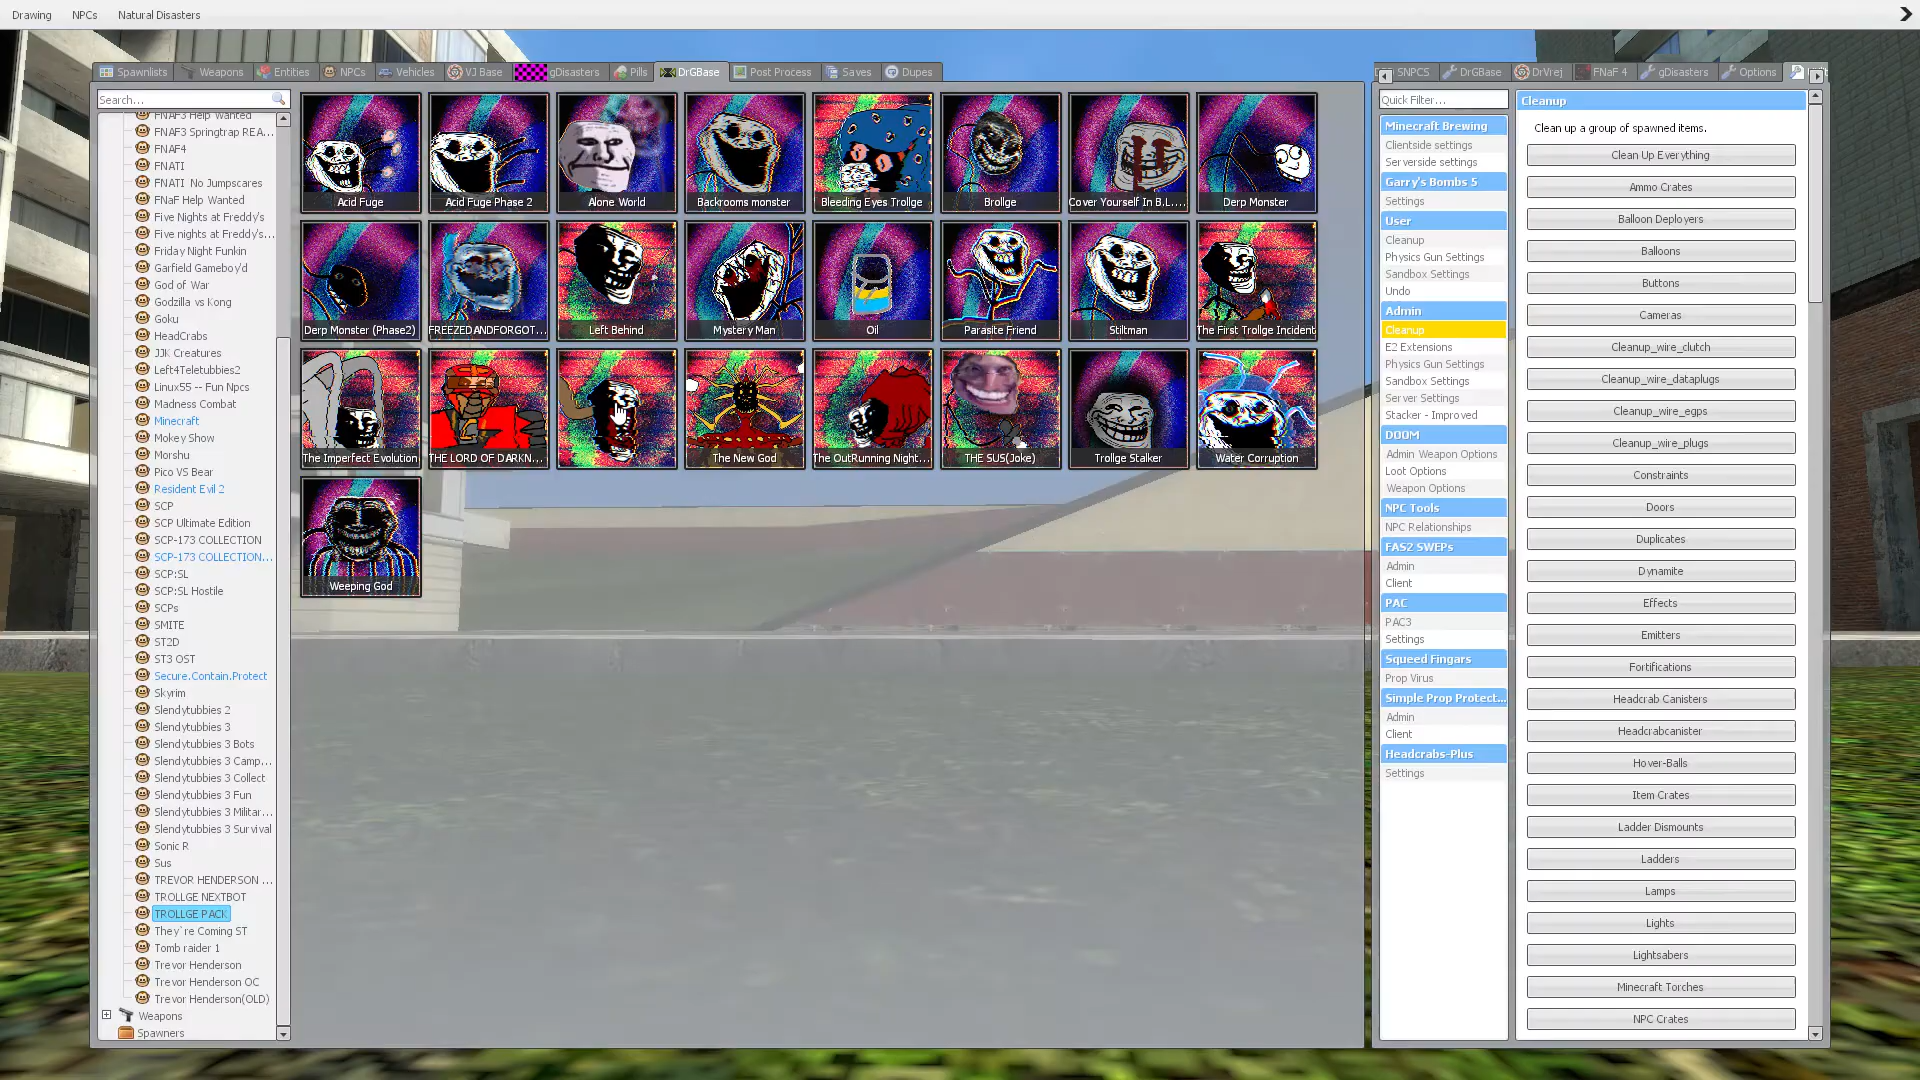 Drawing NPCs Natural Disasters
Spawnlists Weapons Entities NPCs Vehicles VJ Base gDisasters Pills DrGBase Post Process Saves Dupes
SNPCS DrGBase DrVrej FNaF 4 gDisasters Options
Search...
FNAF3 Help Wanted
FNAF3 Springtrap REA...
FNAF4
FNATI
FNATI No Jumpscares
FNaF Help Wanted
Five Nights at Freddy's
Five nights at Freddy's...
Friday Night Funkin
Garfield Gameboy'd
God of War
Godzilla vs Kong
Goku
HeadCrabs
JJK Creatures
Left4Teletubbies2
Linux55 -- Fun Npcs
Madness Combat
Minecraft
Mokey Show
Morshu
Pico VS Bear
Resident Evil 2
SCP
SCP Ultimate Edition
SCP-173 COLLECTION
SCP-173 COLLECTION...
SCP:SL
SCP:SL Hostile
SCPs
SMITE
ST2D
ST3 OST
Secure.Contain.Protect
Skyrim
Slendytubbies 2
Slendytubbies 3
Slendytubbies 3 Bots
Slendytubbies 3 Camp...
Slendytubbies 3 Collect
Slendytubbies 3 Fun
Slendytubbies 3 Militar...
Slendytubbies 3 Survival
Sonic R
Sus
TREVOR HENDERSON ...
TROLLGE NEXTBOT
TROLLGE PACK
They´re Coming ST
Tomb raider 1
Trevor Henderson
Trevor Henderson OC
Trevor Henderson(OLD)
Weapons
Spawners
Acid Fuge Acid Fuge Phase 2 Alone World Backrooms monster Bleeding Eyes Trollge Brollge Cover Yourself In B.L.... Derp Monster
Derp Monster (Phase2) FREEZEDANDFORGOT... Left Behind Mystery Man Oil Parasite Friend Stiltman The First Trollge Incident
The Imperfect Evolution THE LORD OF DARKN... The New God The OutRunning Night... THE SUS(Joke) Trollge Stalker Water Corruption
Weeping God
Quick Filter...
Minecraft Brewing
Clientside settings
Serverside settings
Garry's Bombs 5
Settings
User
Cleanup
Physics Gun Settings
Sandbox Settings
Undo
Admin
Cleanup
E2 Extensions
Physics Gun Settings
Sandbox Settings
Server Settings
Stacker - Improved
DOOM
Admin Weapon Options
Loot Options
Weapon Options
NPC Tools
NPC Relationships
FAS2 SWEPs
Admin
Client
PAC
PAC3
Settings
Squeed Fingars
Prop Virus
Simple Prop Protect...
Admin
Client
Headcrabs-Plus
Settings
Cleanup
Clean up a group of spawned items.
Clean Up Everything
Ammo Crates
Balloon Deployers
Balloons
Buttons
Cameras
Cleanup_wire_clutch
Cleanup_wire_dataplugs
Cleanup_wire_egps
Cleanup_wire_plugs
Constraints
Doors
Duplicates
Dynamite
Effects
Emitters
Fortifications
Headcrab Canisters
Headcrabcanister
Hover-Balls
Item Crates
Ladder Dismounts
Ladders
Lamps
Lights
Lightsabers
Minecraft Torches
NPC Crates